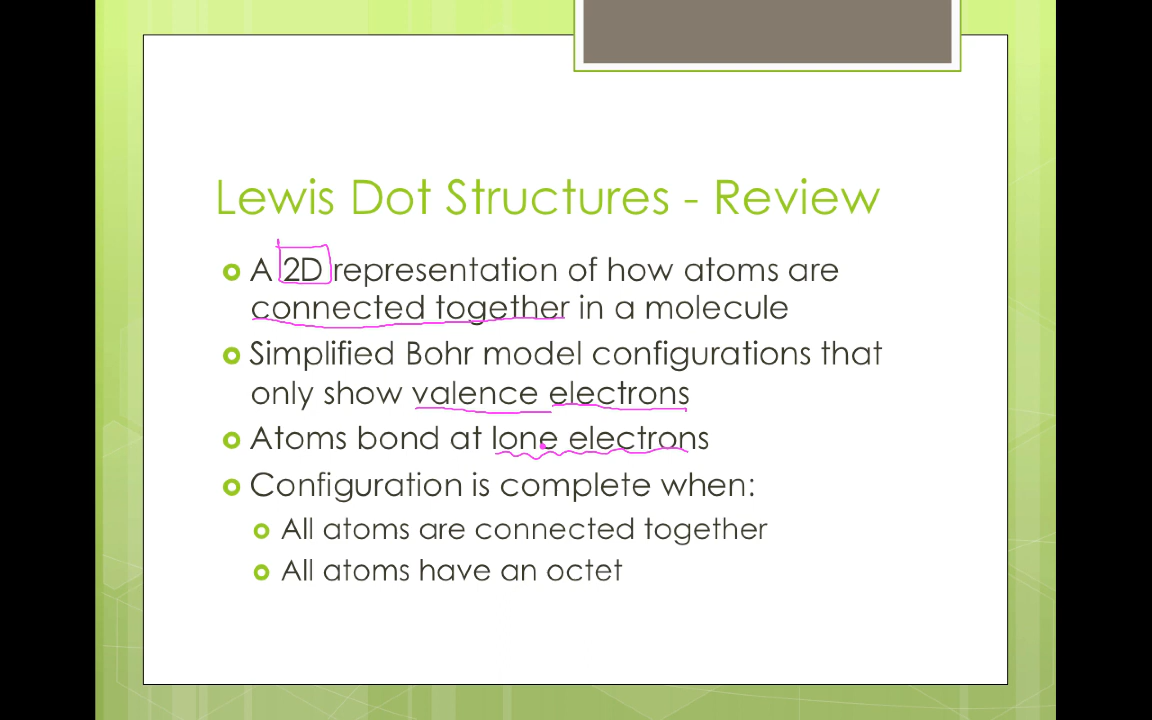 Lewis Dot Structures - Review
A 2D representation of how atoms are
connected together in a molecule
Simplified Bohr model configurations that
only show valence electrons
Atoms bond at lone electrons
Configuration is complete when:
All atoms are connected together
All atoms have an octet